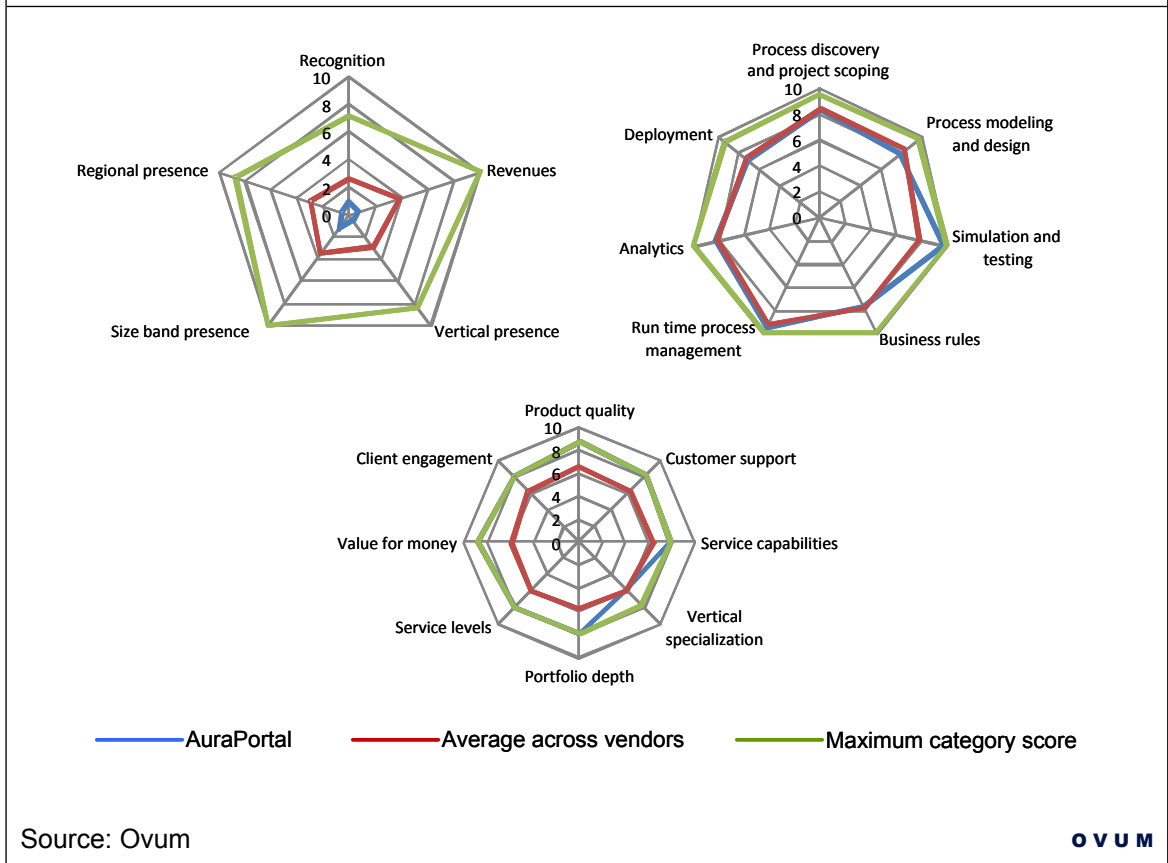 Recognition
10
8
6
4
2
0
Regional presence
Revenues
Size band presence
Vertical presence
Process discovery
and project scoping
10
8
6
4
2
0
Deployment
Process modeling
and design
Analytics
Simulation and
testing
Run time process
management
Business rules
Product quality
10
8
6
4
2
0
Client engagement
Customer support
Value for money
Service capabilities
Service levels
Vertical
specialization
Portfolio depth
AuraPortal
Average across vendors
Maximum category score
Source: Ovum
OVUM